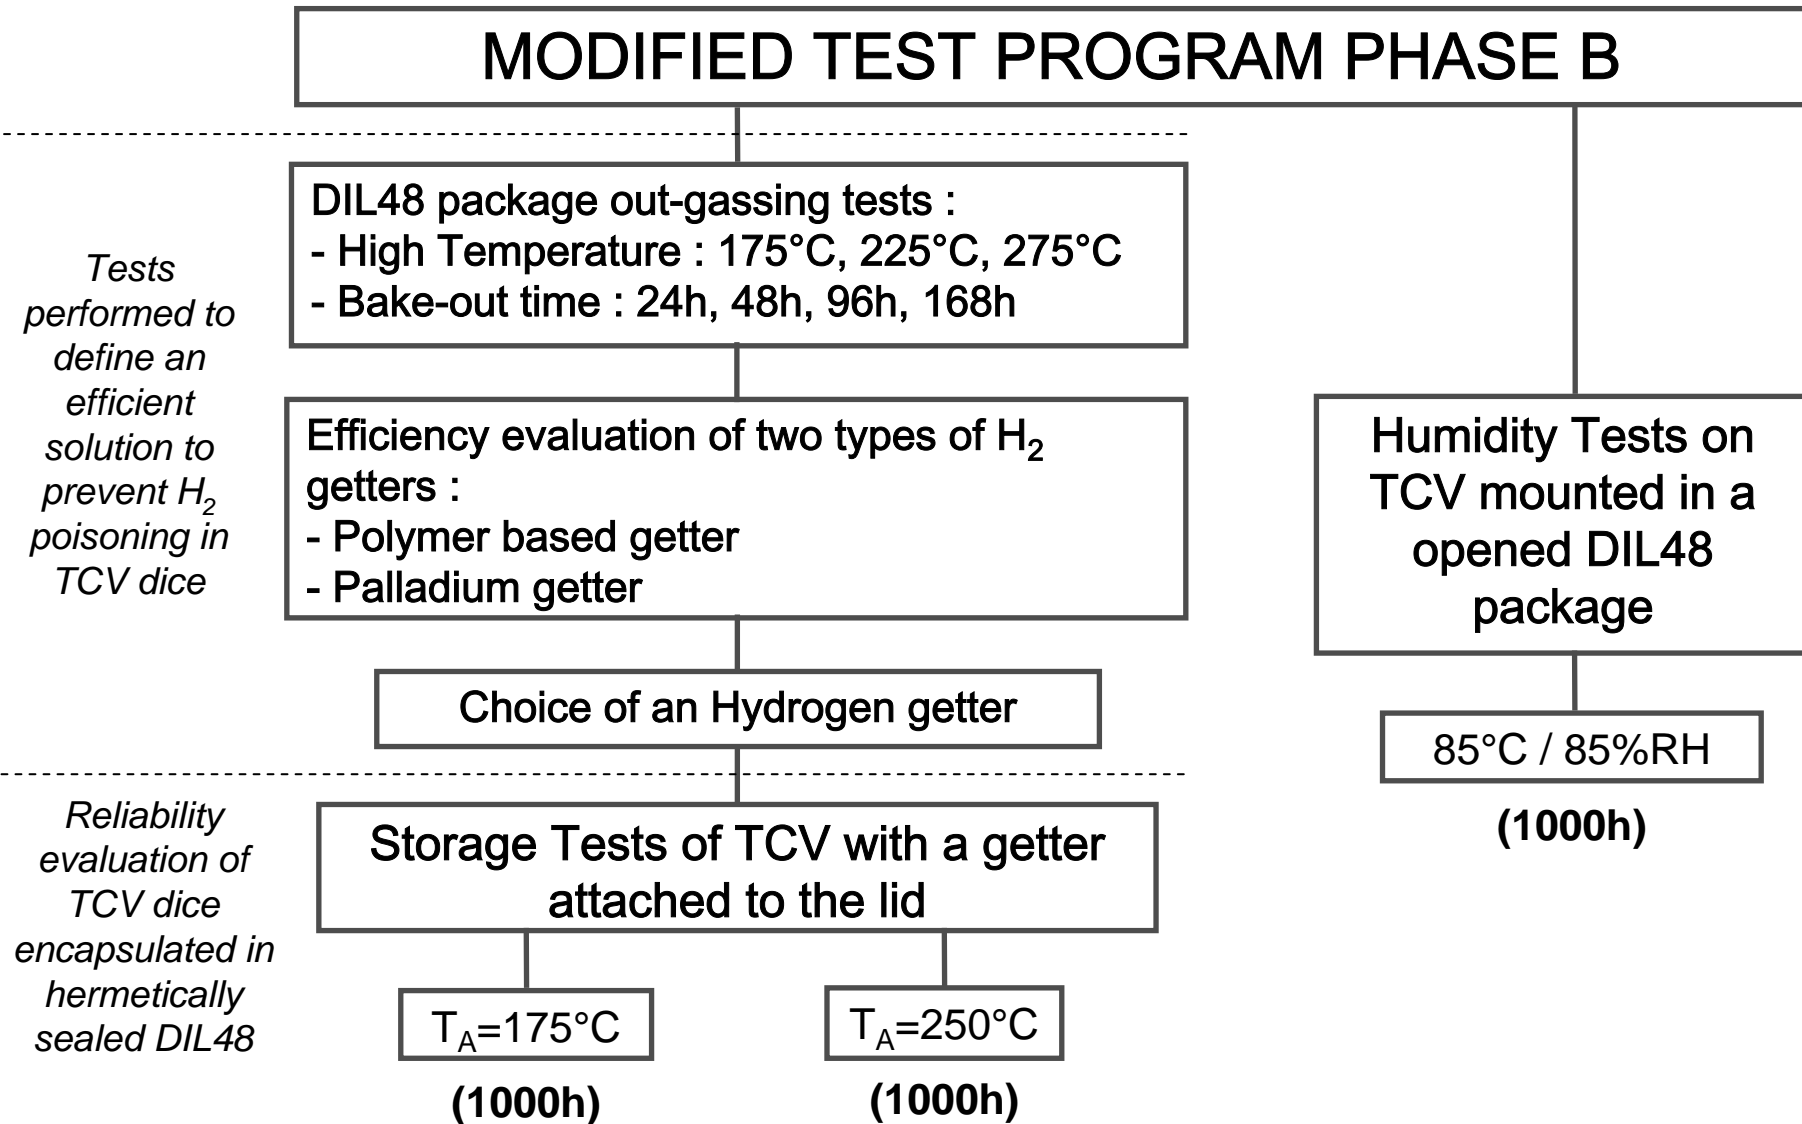 MODIFIED TEST PROGRAM PHASE B
Tests
performed to
define an
efficient
solution to
prevent H₂
poisoning in
TCV dice
DIL48 package out-gassing tests :
- High Temperature : 175°C, 225°C, 275°C
- Bake-out time : 24h, 48h, 96h, 168h
Efficiency evaluation of two types of H₂
getters :
- Polymer based getter
- Palladium getter
Choice of an Hydrogen getter
Humidity Tests on
TCV mounted in a
opened DIL48
package
85°C / 85%RH
(1000h)
Reliability
evaluation of
TCV dice
encapsulated in
hermetically
sealed DIL48
Storage Tests of TCV with a getter
attached to the lid
T_A=175°C
(1000h)
T_A=250°C
(1000h)